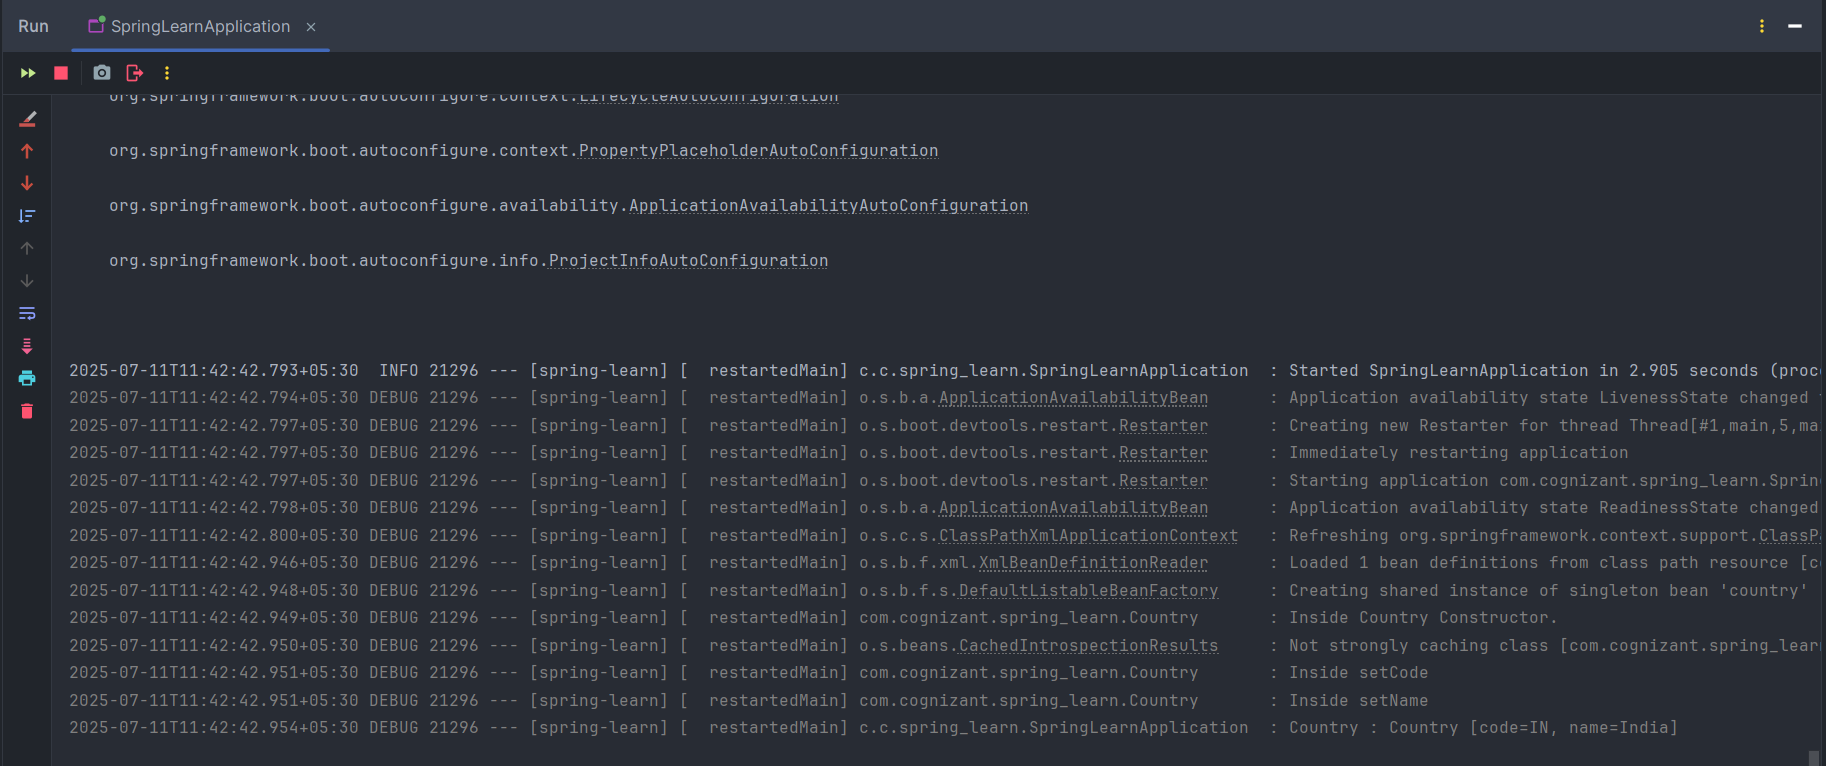 Run SpringLearnApplication
org.springframework.boot.autoconfigure.context.LifecycleAutoConfiguration
org.springframework.boot.autoconfigure.context.PropertyPlaceholderAutoConfiguration
org.springframework.boot.autoconfigure.availability.ApplicationAvailabilityAutoConfiguration
org.springframework.boot.autoconfigure.info.ProjectInfoAutoConfiguration
2025-07-11T11:42:42.793+05:30  INFO 21296 --- [spring-learn] [  restartedMain] c.c.spring_learn.SpringLearnApplication  : Started SpringLearnApplication in 2.905 seconds (proc
2025-07-11T11:42:42.794+05:30 DEBUG 21296 --- [spring-learn] [  restartedMain] o.s.b.a.ApplicationAvailabilityBean      : Application availability state LivenessState changed
2025-07-11T11:42:42.797+05:30 DEBUG 21296 --- [spring-learn] [  restartedMain] o.s.boot.devtools.restart.Restarter      : Creating new Restarter for thread Thread[#1,main,5,ma
2025-07-11T11:42:42.797+05:30 DEBUG 21296 --- [spring-learn] [  restartedMain] o.s.boot.devtools.restart.Restarter      : Immediately restarting application
2025-07-11T11:42:42.797+05:30 DEBUG 21296 --- [spring-learn] [  restartedMain] o.s.boot.devtools.restart.Restarter      : Starting application com.cognizant.spring_learn.Sprin
2025-07-11T11:42:42.798+05:30 DEBUG 21296 --- [spring-learn] [  restartedMain] o.s.b.a.ApplicationAvailabilityBean      : Application availability state ReadinessState changed
2025-07-11T11:42:42.800+05:30 DEBUG 21296 --- [spring-learn] [  restartedMain] o.s.c.s.ClassPathXmlApplicationContext   : Refreshing org.springframework.context.support.ClassP
2025-07-11T11:42:42.946+05:30 DEBUG 21296 --- [spring-learn] [  restartedMain] o.s.b.f.xml.XmlBeanDefinitionReader      : Loaded 1 bean definitions from class path resource [c
2025-07-11T11:42:42.948+05:30 DEBUG 21296 --- [spring-learn] [  restartedMain] o.s.b.f.s.DefaultListableBeanFactory     : Creating shared instance of singleton bean 'country'
2025-07-11T11:42:42.949+05:30 DEBUG 21296 --- [spring-learn] [  restartedMain] com.cognizant.spring_learn.Country       : Inside Country Constructor.
2025-07-11T11:42:42.950+05:30 DEBUG 21296 --- [spring-learn] [  restartedMain] o.s.beans.CachedIntrospectionResults     : Not strongly caching class [com.cognizant.spring_lear
2025-07-11T11:42:42.951+05:30 DEBUG 21296 --- [spring-learn] [  restartedMain] com.cognizant.spring_learn.Country       : Inside setCode
2025-07-11T11:42:42.951+05:30 DEBUG 21296 --- [spring-learn] [  restartedMain] com.cognizant.spring_learn.Country       : Inside setName
2025-07-11T11:42:42.954+05:30 DEBUG 21296 --- [spring-learn] [  restartedMain] c.c.spring_learn.SpringLearnApplication  : Country : Country [code=IN, name=India]